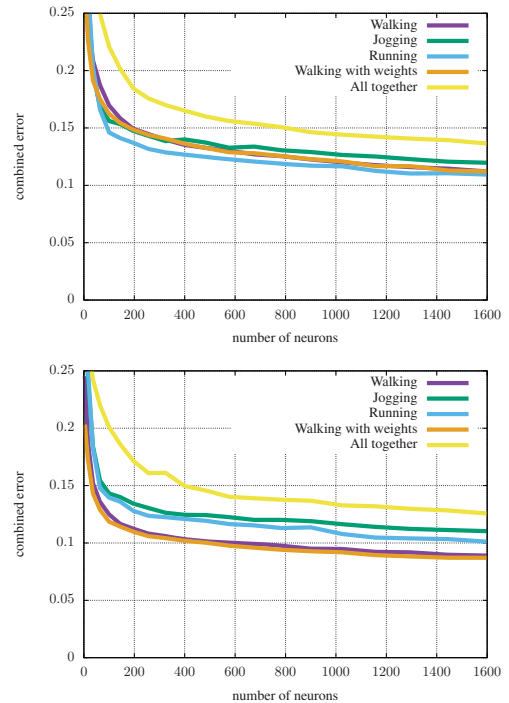 0.25
0.2
0.15
0.1
0.05
0
combined error
Walking
Jogging
Running
Walking with weights
All together
0 200 400 600 800 1000 1200 1400 1600
number of neurons
0.25
0.2
0.15
0.1
0.05
0
combined error
Walking
Jogging
Running
Walking with weights
All together
0 200 400 600 800 1000 1200 1400 1600
number of neurons